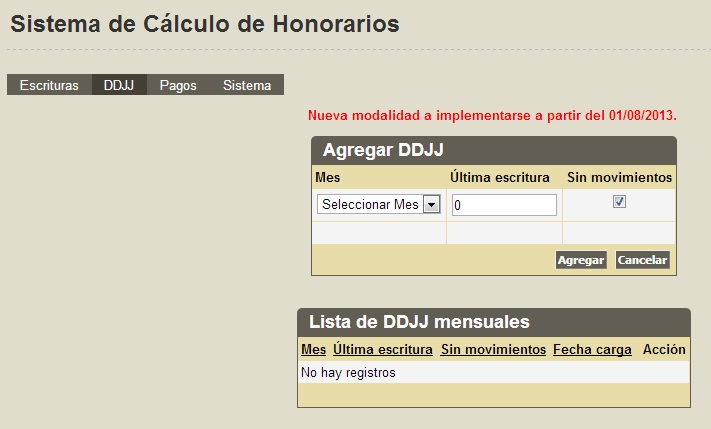 Sistema de Cálculo de Honorarios
Escrituras DDJJ Pagos Sistema
Nueva modalidad a implementarse a partir del 01/08/2013.
Agregar DDJJ
Mes Última escritura Sin movimientos
Seleccionar Mes 0
Agregar Cancelar
Lista de DDJJ mensuales
Mes Última escritura Sin movimientos Fecha carga Acción
No hay registros